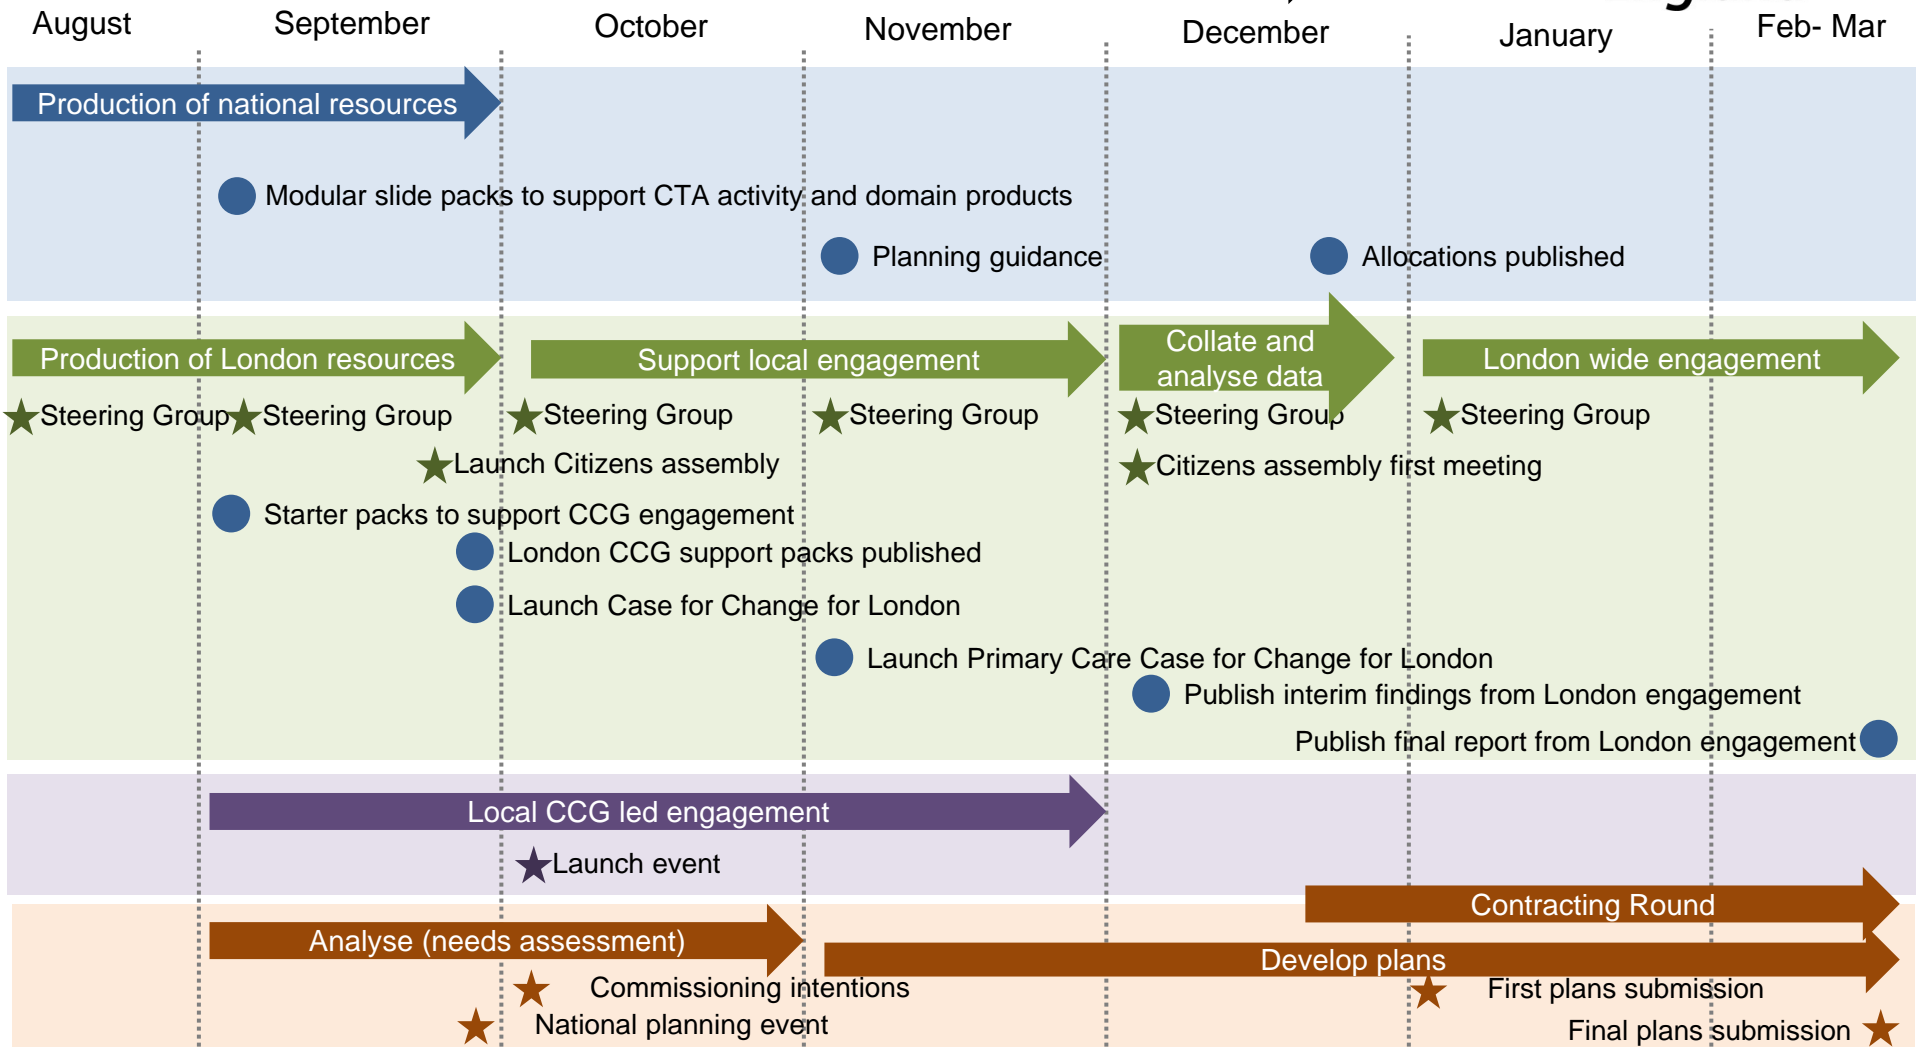 August
September
October
November
December
January
Feb- Mar
Production of national resources
Modular slide packs to support CTA activity and domain products
Planning guidance
Allocations published
Production of London resources
Support local engagement
Collate and
analyse data
London wide engagement
Steering Group
Steering Group
Steering Group
Steering Group
Steering Group
Steering Group
Launch Citizens assembly
Citizens assembly first meeting
Starter packs to support CCG engagement
London CCG support packs published
Launch Case for Change for London
Launch Primary Care Case for Change for London
Publish interim findings from London engagement
Publish final report from London engagement
Local CCG led engagement
Launch event
Contracting Round
Analyse (needs assessment)
Develop plans
Commissioning intentions
First plans submission
National planning event
Final plans submission